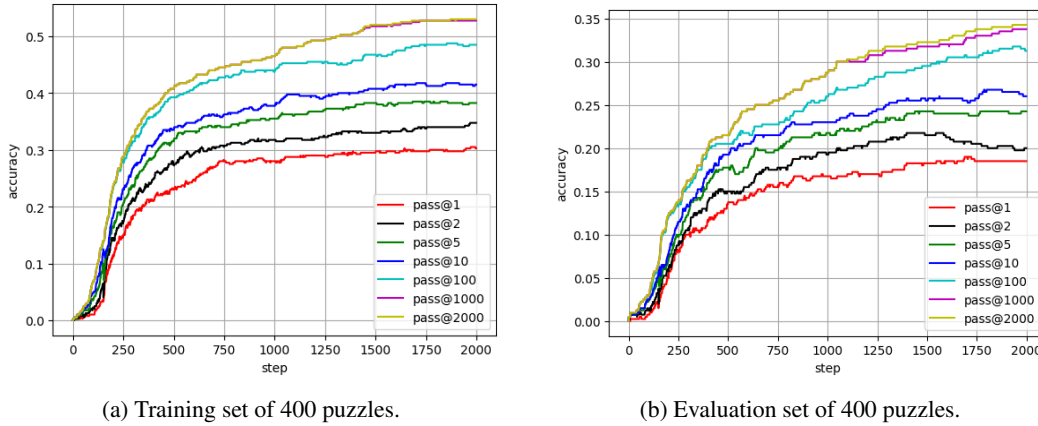 0.5
0.4
0.3
0.2
0.1
0.0
accuracy
0 250 500 750 1000 1250 1500 1750 2000
step
pass@1
pass@2
pass@5
pass@10
pass@100
pass@1000
pass@2000
(a) Training set of 400 puzzles.
0.35
0.30
0.25
0.20
0.15
0.10
0.05
0.00
accuracy
0 250 500 750 1000 1250 1500 1750 2000
step
pass@1
pass@2
pass@5
pass@10
pass@100
pass@1000
pass@2000
(b) Evaluation set of 400 puzzles.